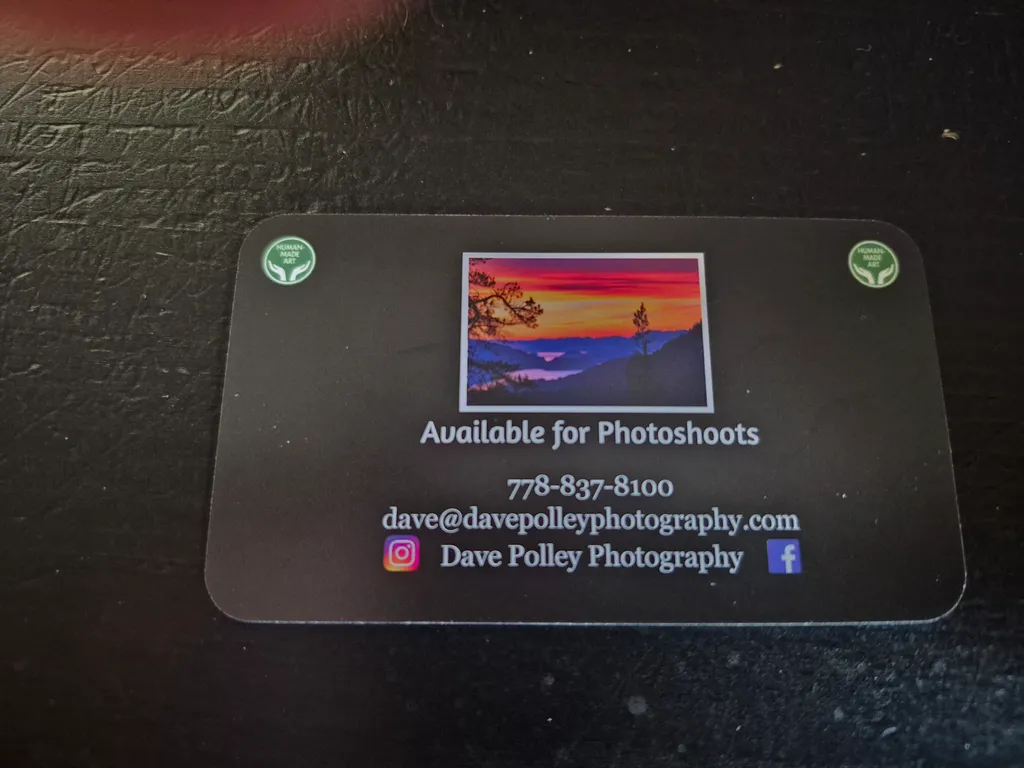 HUMAN-
MADE
ART
HUMAN-
MADE
ART
Available for Photoshoots
778-837-8100
dave@davepolleyphotography.com
Dave Polley Photography